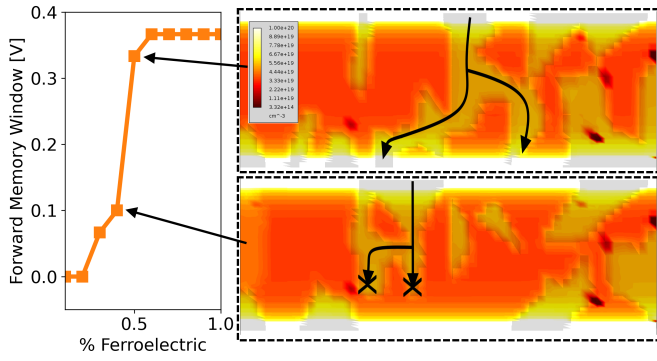 Forward Memory Window [V]
0.4
0.3
0.2
0.1
0.0
0.5
1.0
% Ferroelectric
1.00e+20
8.89e+19
7.78e+19
6.67e+19
5.56e+19
4.44e+19
3.33e+19
2.22e+19
1.11e+19
3.32e+14
cm^-3